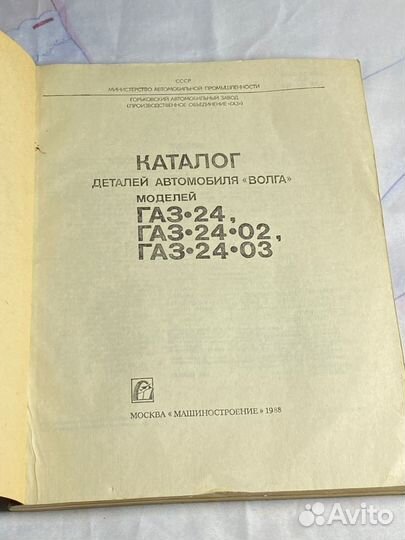 СССР
МИНИСТЕРСТВО АВТОМОБИЛЬНОЙ ПРОМЫШЛЕННОСТИ
ГОРЬКОВСКИЙ АВТОМОБИЛЬНЫЙ ЗАВОД
(ПРОИЗВОДСТВЕННОЕ ОБЪЕДИНЕНИЕ «ГАЗ»)
КАТАЛОГ
ДЕТАЛЕЙ АВТОМОБИЛЯ «ВОЛГА»
МОДЕЛЕЙ
ГАЗ•24,
ГАЗ•24•02,
ГАЗ•24•03
МОСКВА «МАШИНОСТРОЕНИЕ» 1988
Avito